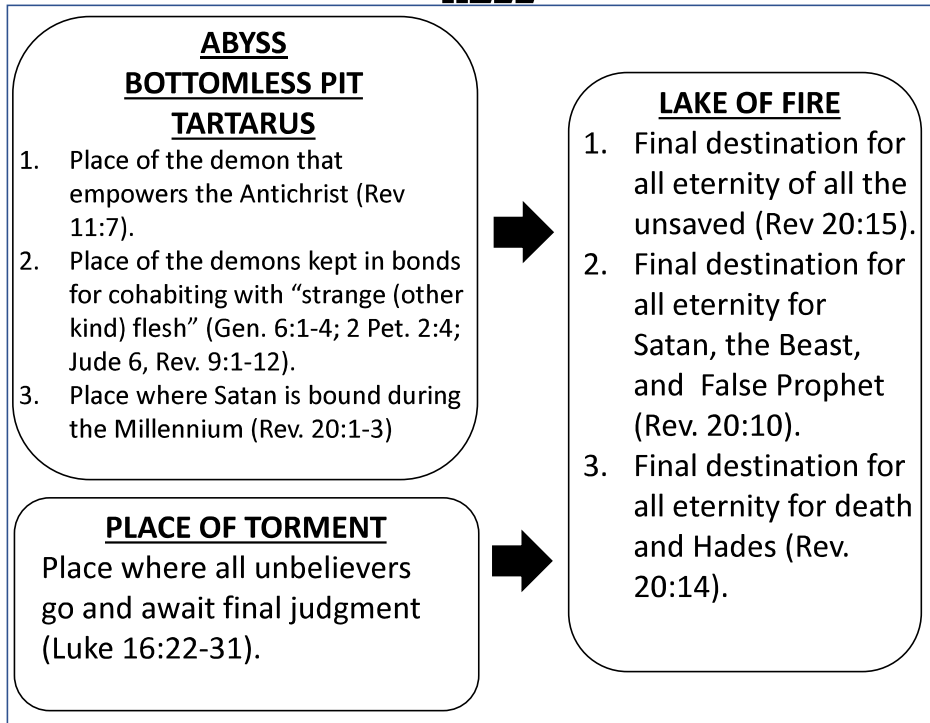 ABYSS
BOTTOMLESS PIT
TARTARUS
1. Place of the demon that
empowers the Antichrist (Rev
11:7).
2. Place of the demons kept in bonds
for cohabiting with “strange (other
kind) flesh” (Gen. 6:1-4; 2 Pet. 2:4;
Jude 6, Rev. 9:1-12).
3. Place where Satan is bound during
the Millennium (Rev. 20:1-3)
PLACE OF TORMENT
Place where all unbelievers
go and await final judgment
(Luke 16:22-31).
LAKE OF FIRE
1. Final destination for
all eternity of all the
unsaved (Rev 20:15).
2. Final destination for
all eternity for
Satan, the Beast,
and False Prophet
(Rev. 20:10).
3. Final destination for
all eternity for death
and Hades (Rev.
20:14).